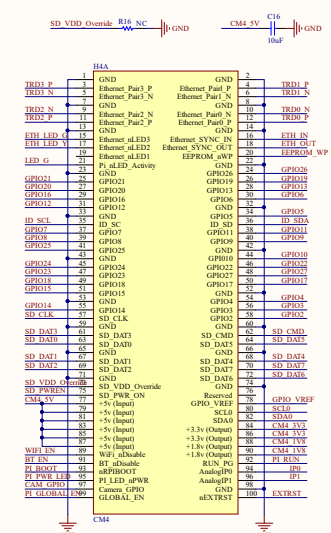 SD_VDD_Override R16 NC GND
CM4_5V C16 GND
10uF
H4A
1 GND GND 2
TRD3_P 3 Ethernet_Pair3_P Ethernet_PairI_P 4 TRD1_P
TRD3_N 5 Ethernet_Pair3_N Ethernet_Pair1_N 6 TRD1_N
7 GND GND 8
TRD2_N 9 Ethernet_Pair2_N Ethernet_Pair0_N 10 TRD0_N
TRD2_P 11 Ethernet_Pair2_P Ethernet_Pair0_P 12 TRD0_P
13 GND GND 14
ETH_LED_G 15 Ethernet_nLED3 Ethernet_SYNC_IN 16 ETH_IN
ETH_LED_Y 17 Ethernet_nLED2 Ethernet_SYNC_OUT 18 ETH_OUT
19 Ethernet_nLED1 EEPROM_nWP 20 EEPROM_WP
LED_G 21 Pi_nLED_Activity GND 22
23 GND GPIO26 24 GPIO26
GPIO21 25 GPIO21 GPIO19 26 GPIO19
GPIO20 27 GPIO20 GPIO13 28 GPIO13
GPIO16 29 GPIO16 GPIO6 30 GPIO6
GPIO12 31 GPIO12 GND 32
33 GND GPIO5 34 GPIO5
ID_SCL 35 ID_SC ID_SD 36 ID_SDA
GPIO7 37 GPIO7 GPIO11 38 GPIO11
GPIO8 39 GPIO8 GPIO9 40 GPIO9
GPIO25 41 GPIO25 GND 42
43 GND GPI010 44 GPIO10
GPIO24 45 GPIO24 GPIO22 46 GPIO22
GPIO23 47 GPIO23 GPIO27 48 GPIO27
GPIO18 49 GPIO18 GPIO17 50 GPIO17
GPIO15 51 GPIO15 GND 52
53 GND GPIO4 54 GPIO4
GPIO14 55 GPIO14 GPIO3 56 GPIO3
SD_CLK 57 SD_CLK GPIO2 58 GPIO2
59 GND GND 60
SD_DAT3 61 SD_DAT3 SD_CMD 62 SD_CMD
SD_DAT0 63 SD_DAT0 SD_DAT5 64 SD_DAT5
65 GND GND 66
SD_DAT1 67 SD_DAT1 SD_DAT4 68 SD_DAT4
SD_DAT2 69 SD_DAT2 SD_DAT7 70 SD_DAT7
71 GND SD_DAT6 72 SD_DAT6
SD_VDD_Override 73 SD_VDD_Override GND 74
SD_PWREN 75 SD_PWR_ON Reserved 76
CM4_5V 77 +5v (Input) GPIO_VREF 78 GPIO_VREF
79 +5v (Input) SCL0 80 SCL0
81 +5v (Input) SDA0 82 SDA0
83 +5v (Input) +3.3v (Output) 84 CM4_3V3
85 +5v (Input) +3.3v (Output) 86 CM4_3V3
87 +5v (Input) +1.8v (Output) 88 CM4_1V8
WIFI_EN 89 WiFi_nDisable +1.8v (Output) 90 CM4_1V8
BT_EN 91 BT_nDisable RUN_PG 92 PI_RUN
PI_BOOT 93 nRPIBOOT AnalogIP0 94 IP0
PI_PWR_LED 95 PI_LED_nPWR AnalogIP1 96 IP1
CAM_GPIO 97 Camera_GPIO GND 98
PI_GLOBAL_EN 99 GLOBAL_EN nEXTRST 100 EXTRST
CM4
GND GND